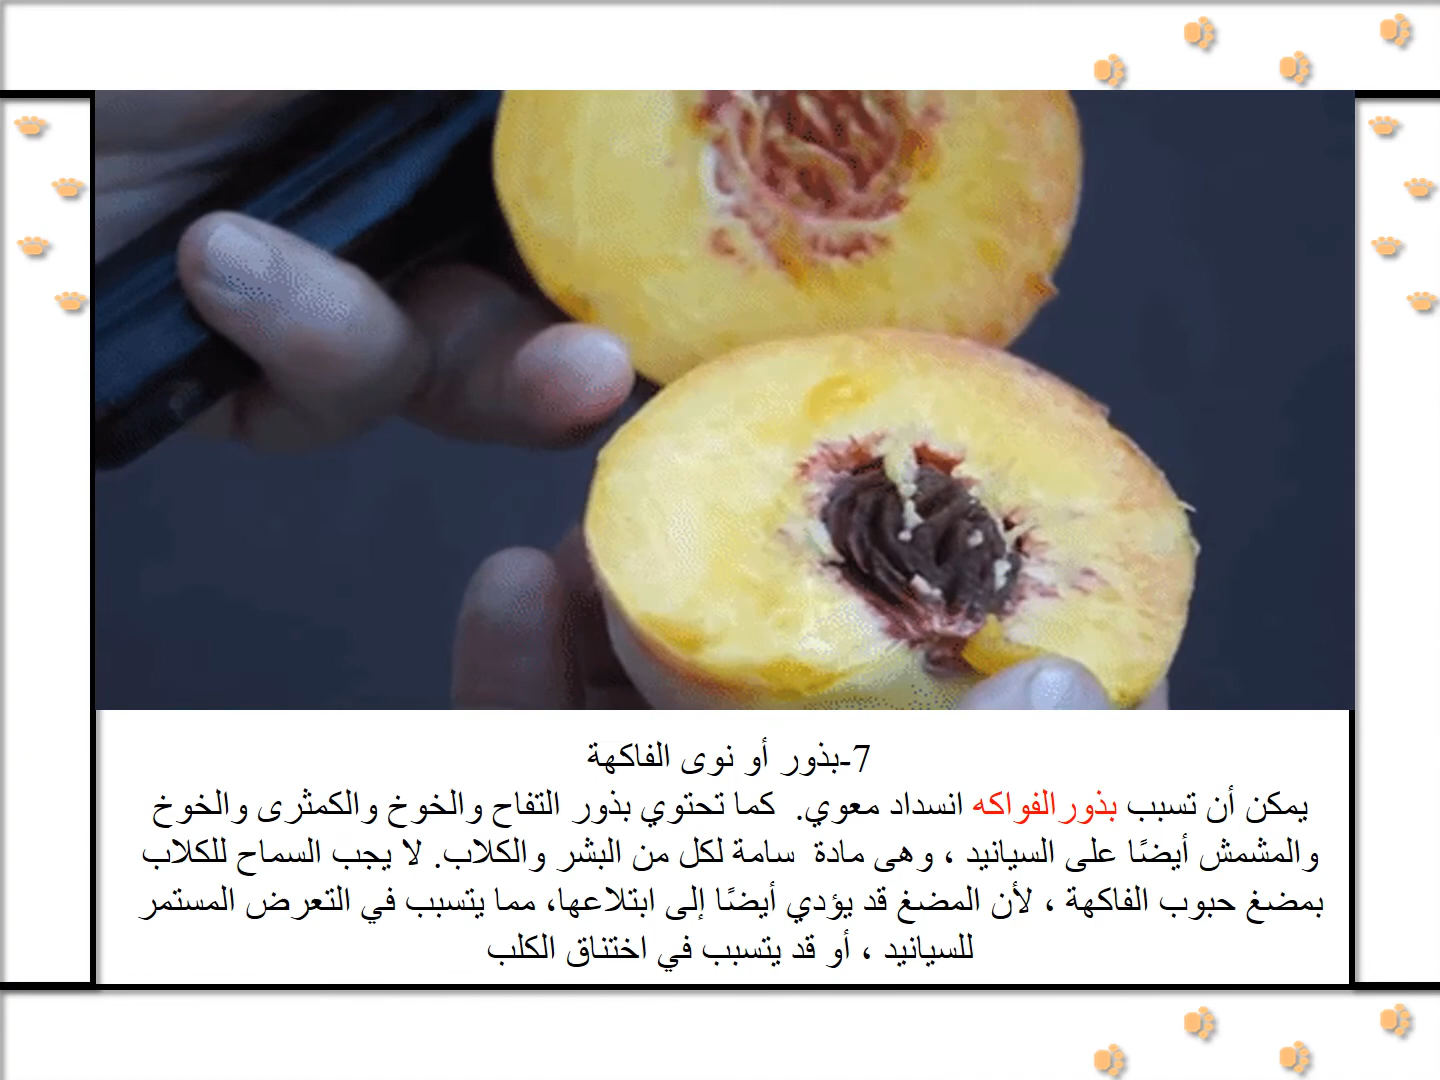 7-بذور أو نوى الفاكهة
يمكن أن تسبب بذورالفواكه انسداد معوي.  كما تحتوي بذور التفاح والخوخ والكمثرى والخوخ
والمشمش أيضًا على السيانيد ، وهى مادة  سامة لكل من البشر والكلاب. لا يجب السماح للكلاب
بمضغ حبوب الفاكهة ، لأن المضغ قد يؤدي أيضًا إلى ابتلاعها، مما يتسبب في التعرض المستمر
للسيانيد ، أو قد يتسبب في اختناق الكلب